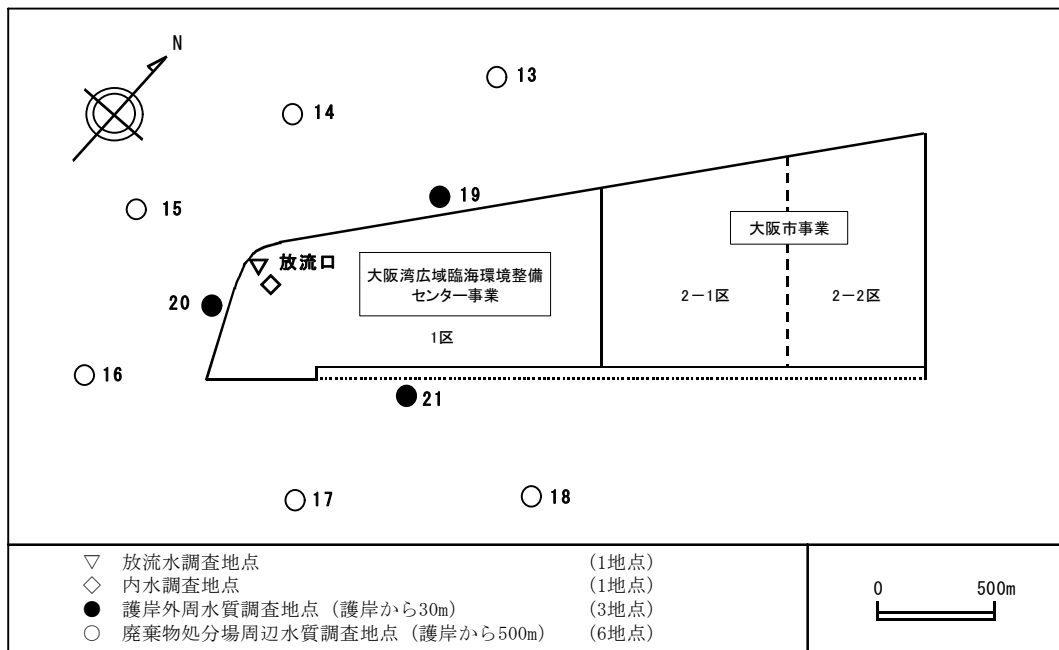 N
13
14
15
19
放流口
大阪湾広域臨海環境整備
センター事業
大阪市事業
20
2−1区
2−2区
1区
16
21
17
18
▽ 放流水調査地点 (1地点)
◇ 内水調査地点 (1地点)
● 護岸外周水質調査地点（護岸から30m） (3地点)
○ 廃棄物処分場周辺水質調査地点（護岸から500m） (6地点)
0 500m